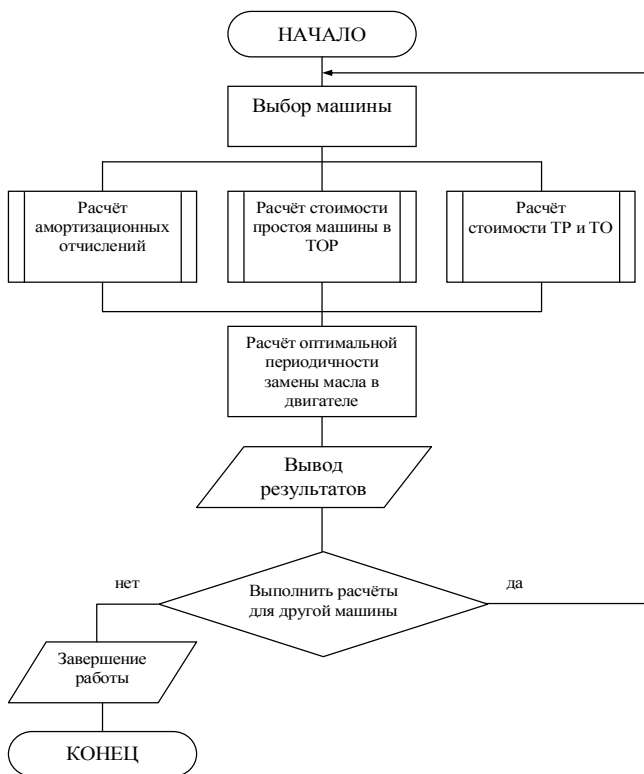 НАЧАЛО
Выбор машины
Расчёт
амортизационных
отчислений
Расчёт стоимости
простоя машины в
ТОР
Расчёт
стоимости ТР и ТО
Расчёт оптимальной
периодичности
замены масла в
двигателе
Вывод
результатов
нет
Выполнить расчёты
для другой машины
да
Завершение
работы
КОНЕЦ